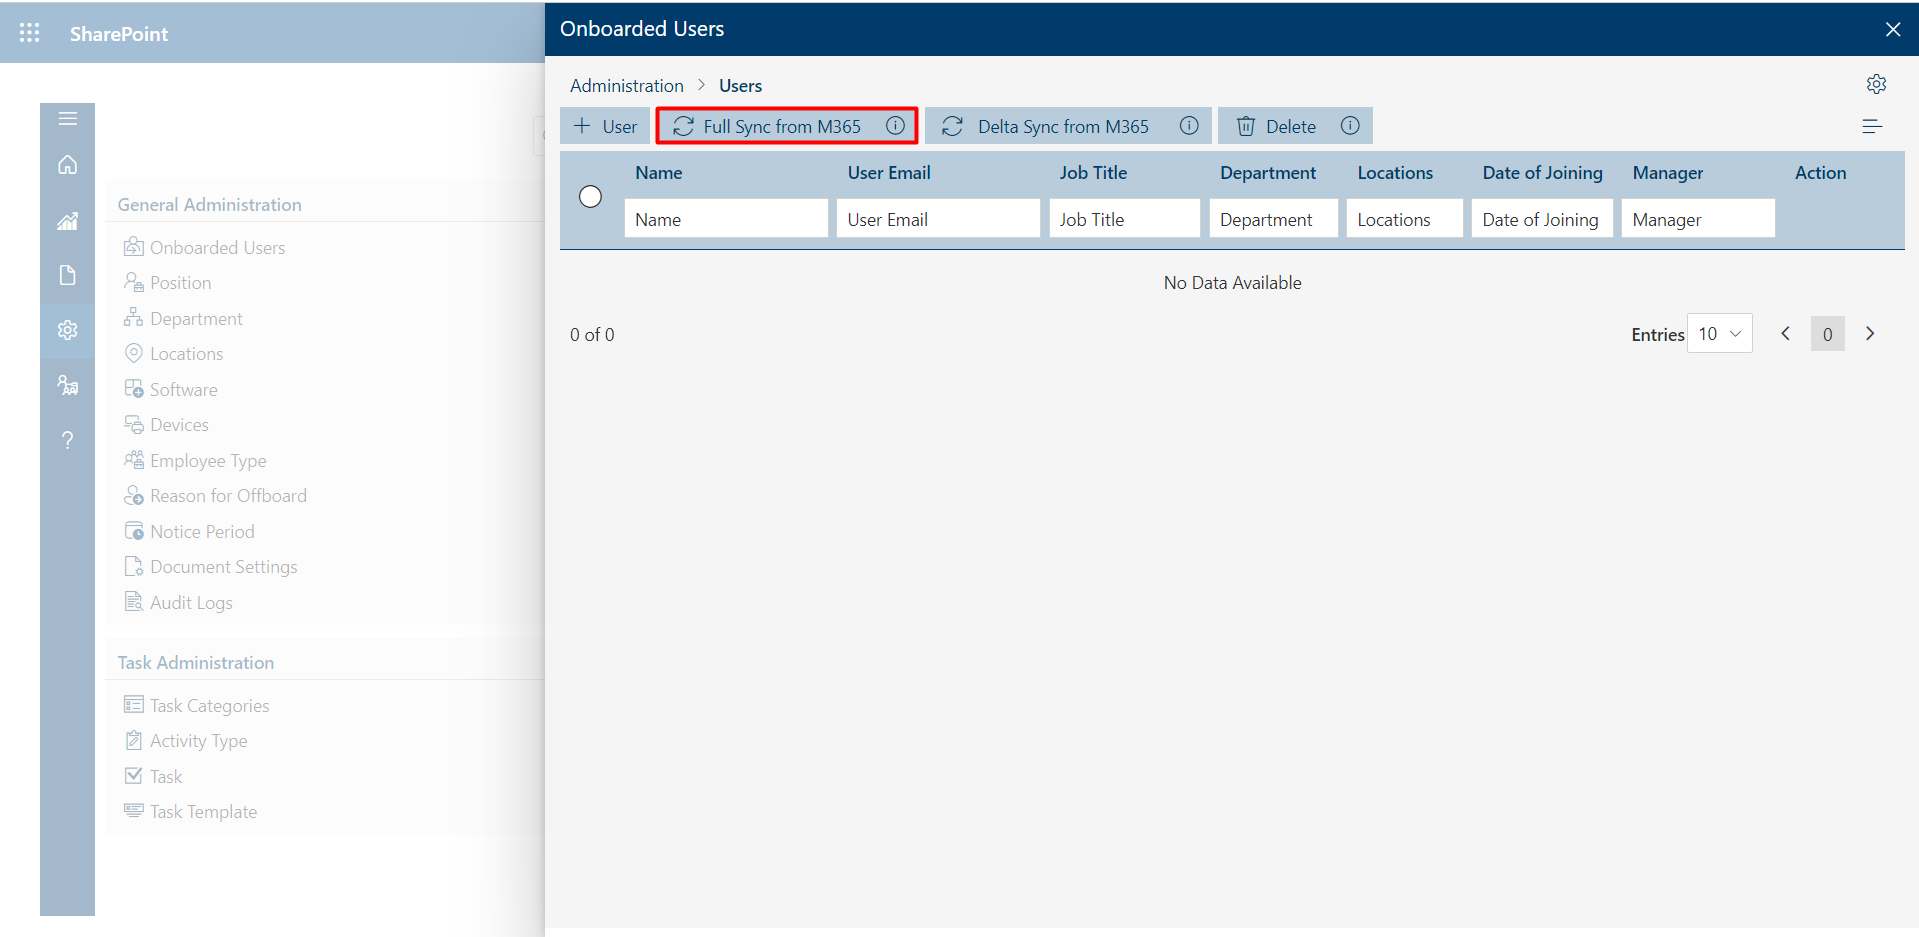 SharePoint
Onboarded Users
Administration > Users
+ User Full Sync from M365 Delta Sync from M365 Delete
Name User Email Job Title Department Locations Date of Joining Manager Action
Name User Email Job Title Department Locations Date of Joining Manager
No Data Available
0 of 0
Entries 10 < 0 >
General Administration
Onboarded Users
Position
Department
Locations
Software
Devices
Employee Type
Reason for Offboard
Notice Period
Document Settings
Audit Logs
Task Administration
Task Categories
Activity Type
Task
Task Template